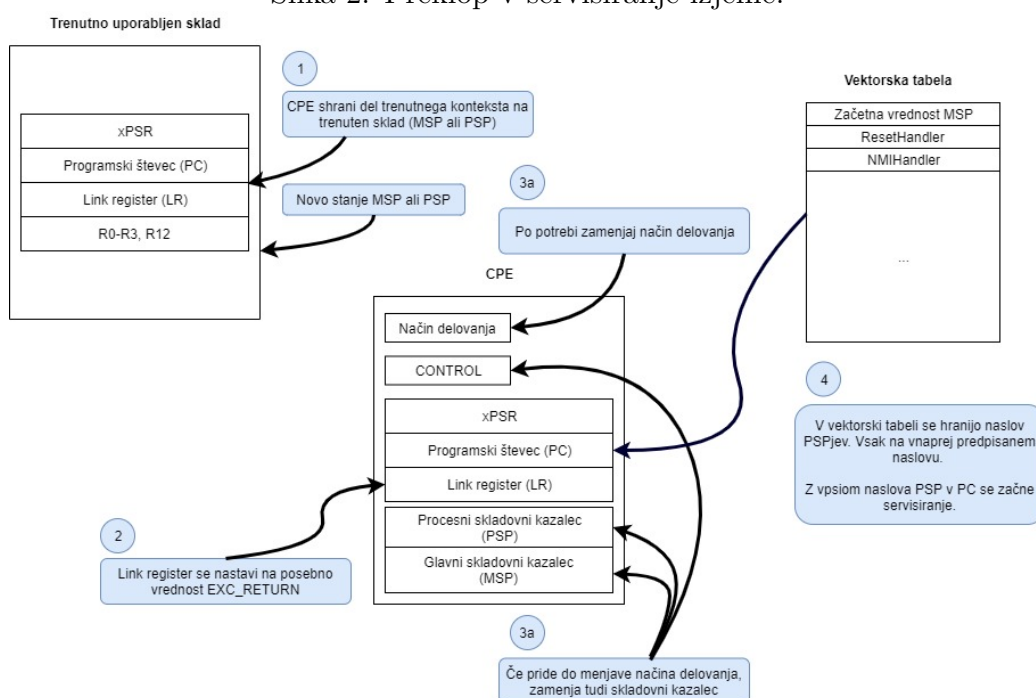 Slika 2: Preklop v servisiranje izjeme.
Trenutno uporabljen sklad
xPSR
Programski števec (PC)
Link register (LR)
R0-R3, R12
1
CPE shrani del trenutnega konteksta na
trenuten sklad (MSP ali PSP)
Novo stanje MSP ali PSP
3a
Po potrebi zamenjaj način delovanja
Vektorska tabela
Začetna vrednost MSP
ResetHandler
NMIHandler
...
CPE
Način delovanja
CONTROL
xPSR
Programski števec (PC)
Link register (LR)
Procesni skladovni kazalec
(PSP)
Glavni skladovni kazalec
(MSP)
4
V vektorski tabeli se hranijo naslov
PSPjev. Vsak na vnaprej predpisanem
naslovu.
Z vpsiom naslova PSP v PC se začne
servisiranje.
2
Link register se nastavi na posebno
vrednost EXC_RETURN
3a
Če pride do menjave načina delovanja,
zamenja tudi skladovni kazalec